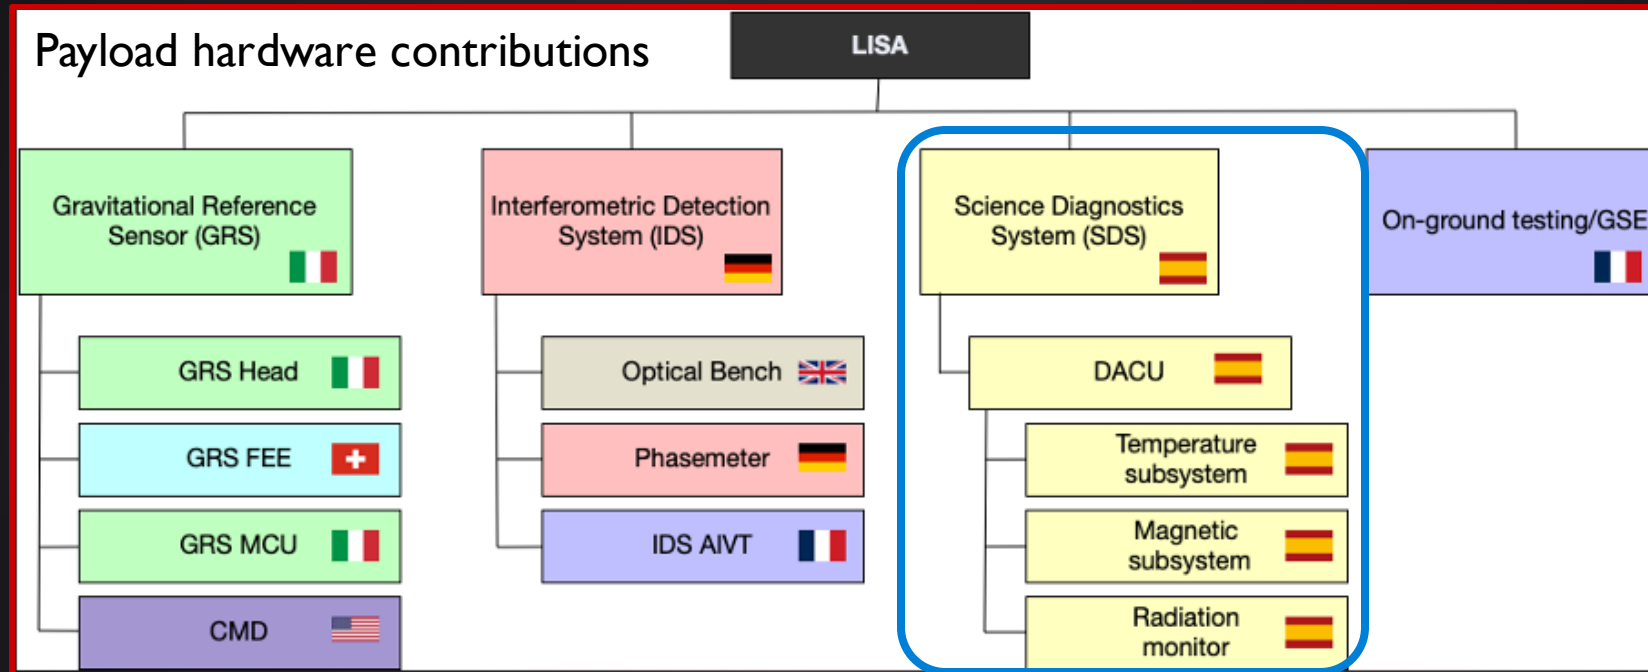 Payload hardware contributions
LISA
Gravitational Reference
Sensor (GRS)
Interferometric Detection
System (IDS)
Science Diagnostics
System (SDS)
On-ground testing/GSE
GRS Head
Optical Bench
DACU
GRS FEE
Phasemeter
Temperature
subsystem
GRS MCU
IDS AIVT
Magnetic
subsystem
CMD
Radiation
monitor